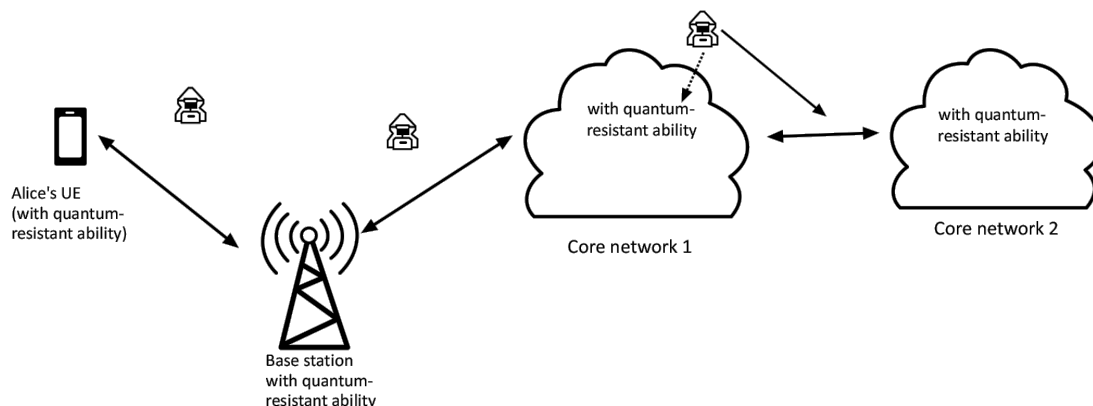 Alice's UE
(with quantum-
resistant ability)
Base station
with quantum-
resistant ability
with quantum-
resistant ability
Core network 1
with quantum-
resistant ability
Core network 2